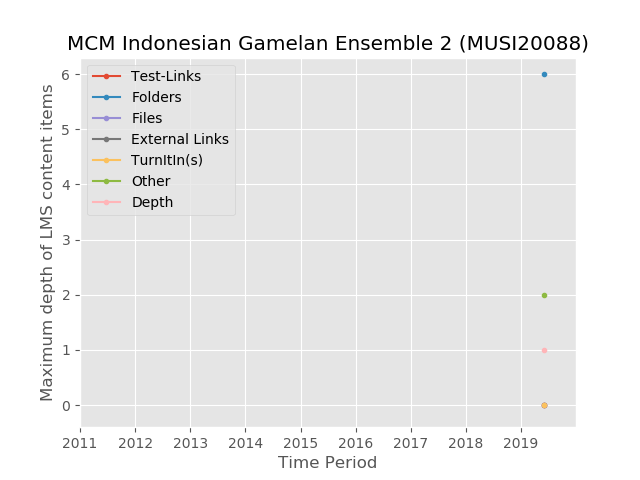 MCM Indonesian Gamelan Ensemble 2 (MUSI20088)
Test-Links
Folders
Files
External Links
TurnItIn(s)
Other
Depth
Maximum depth of LMS content items
6
5
4
3
2
1
0
2011 2012 2013 2014 2015 2016 2017 2018 2019
Time Period